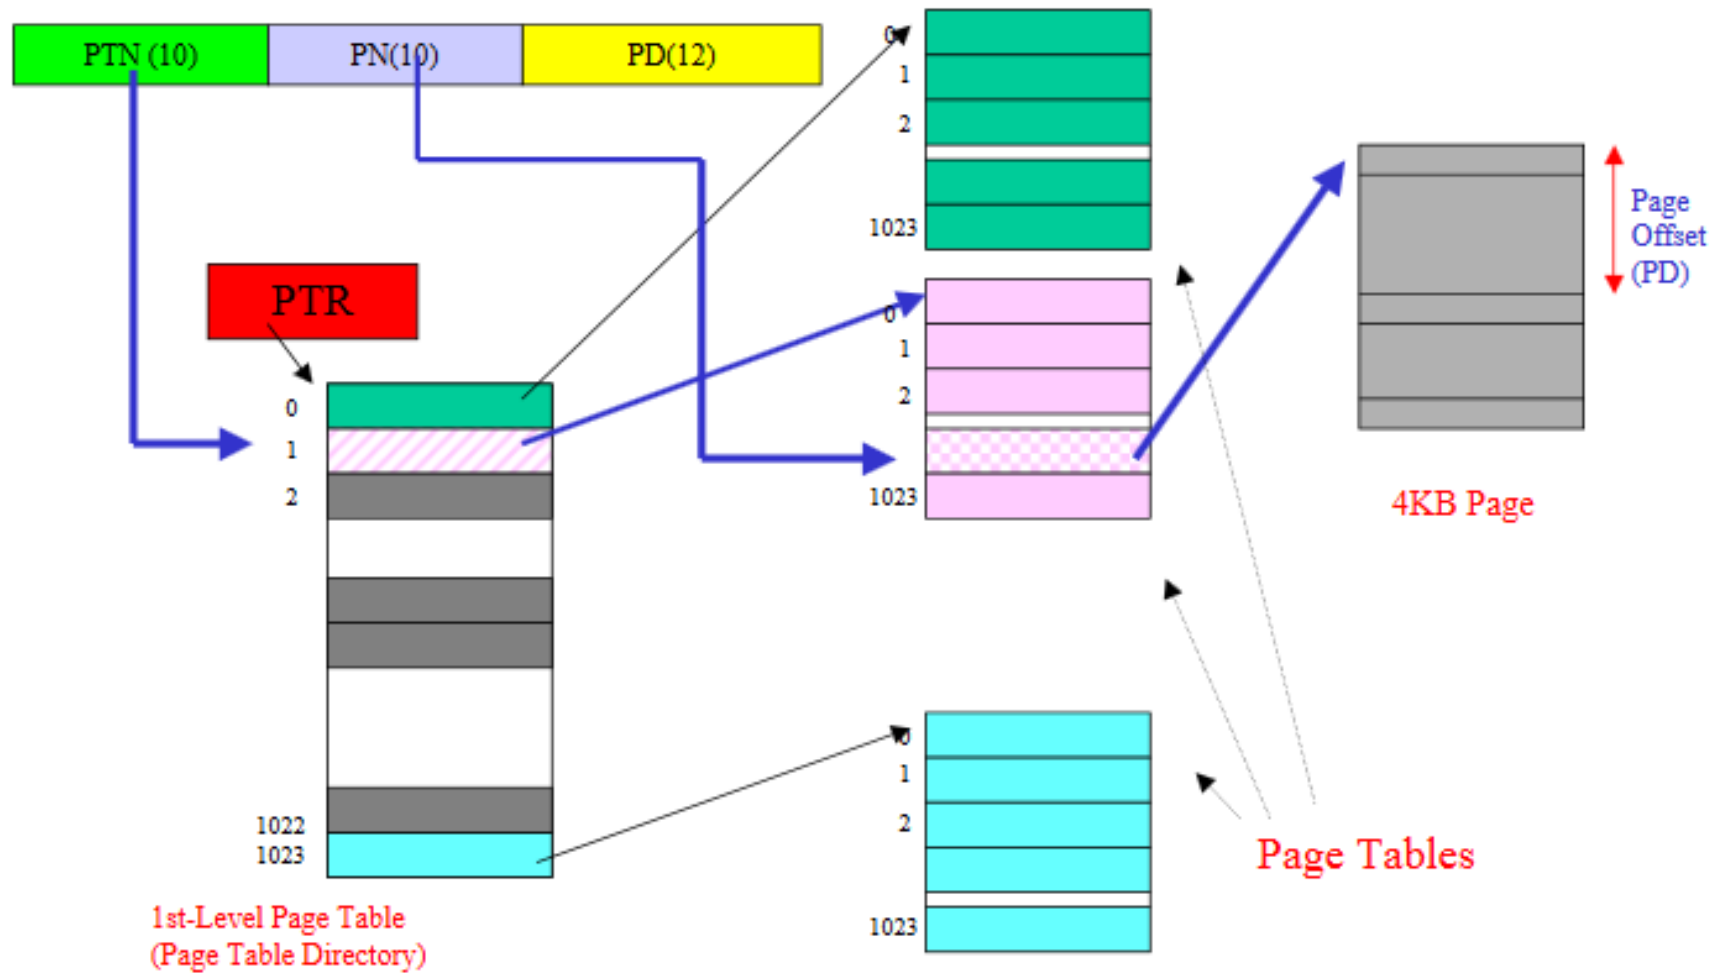 PTN (10) PN(10) PD(12)
PTR
0
1
2
1022
1023
1st-Level Page Table
(Page Table Directory)
0
1
2
1023
0
1
2
1023
0
1
2
1023
Page
Offset
(PD)
4KB Page
Page Tables